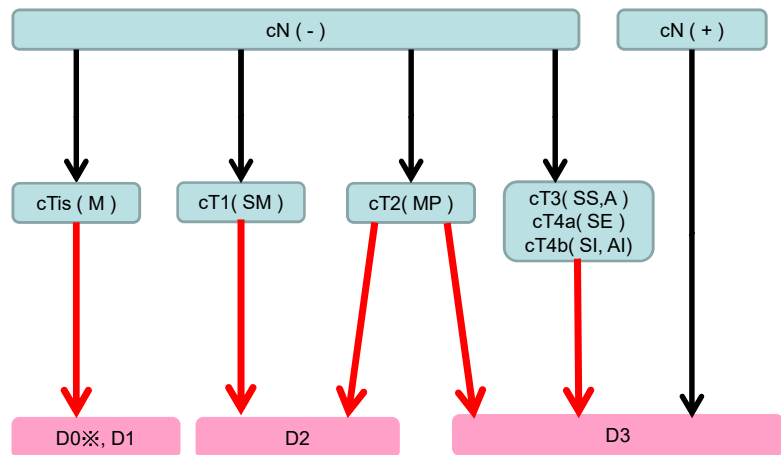 cN ( - )
cN ( + )
cTis ( M )
cT1( SM )
cT2( MP )
cT3( SS,A )
cT4a( SE )
cT4b( SI, AI)
D0※, D1
D2
D3